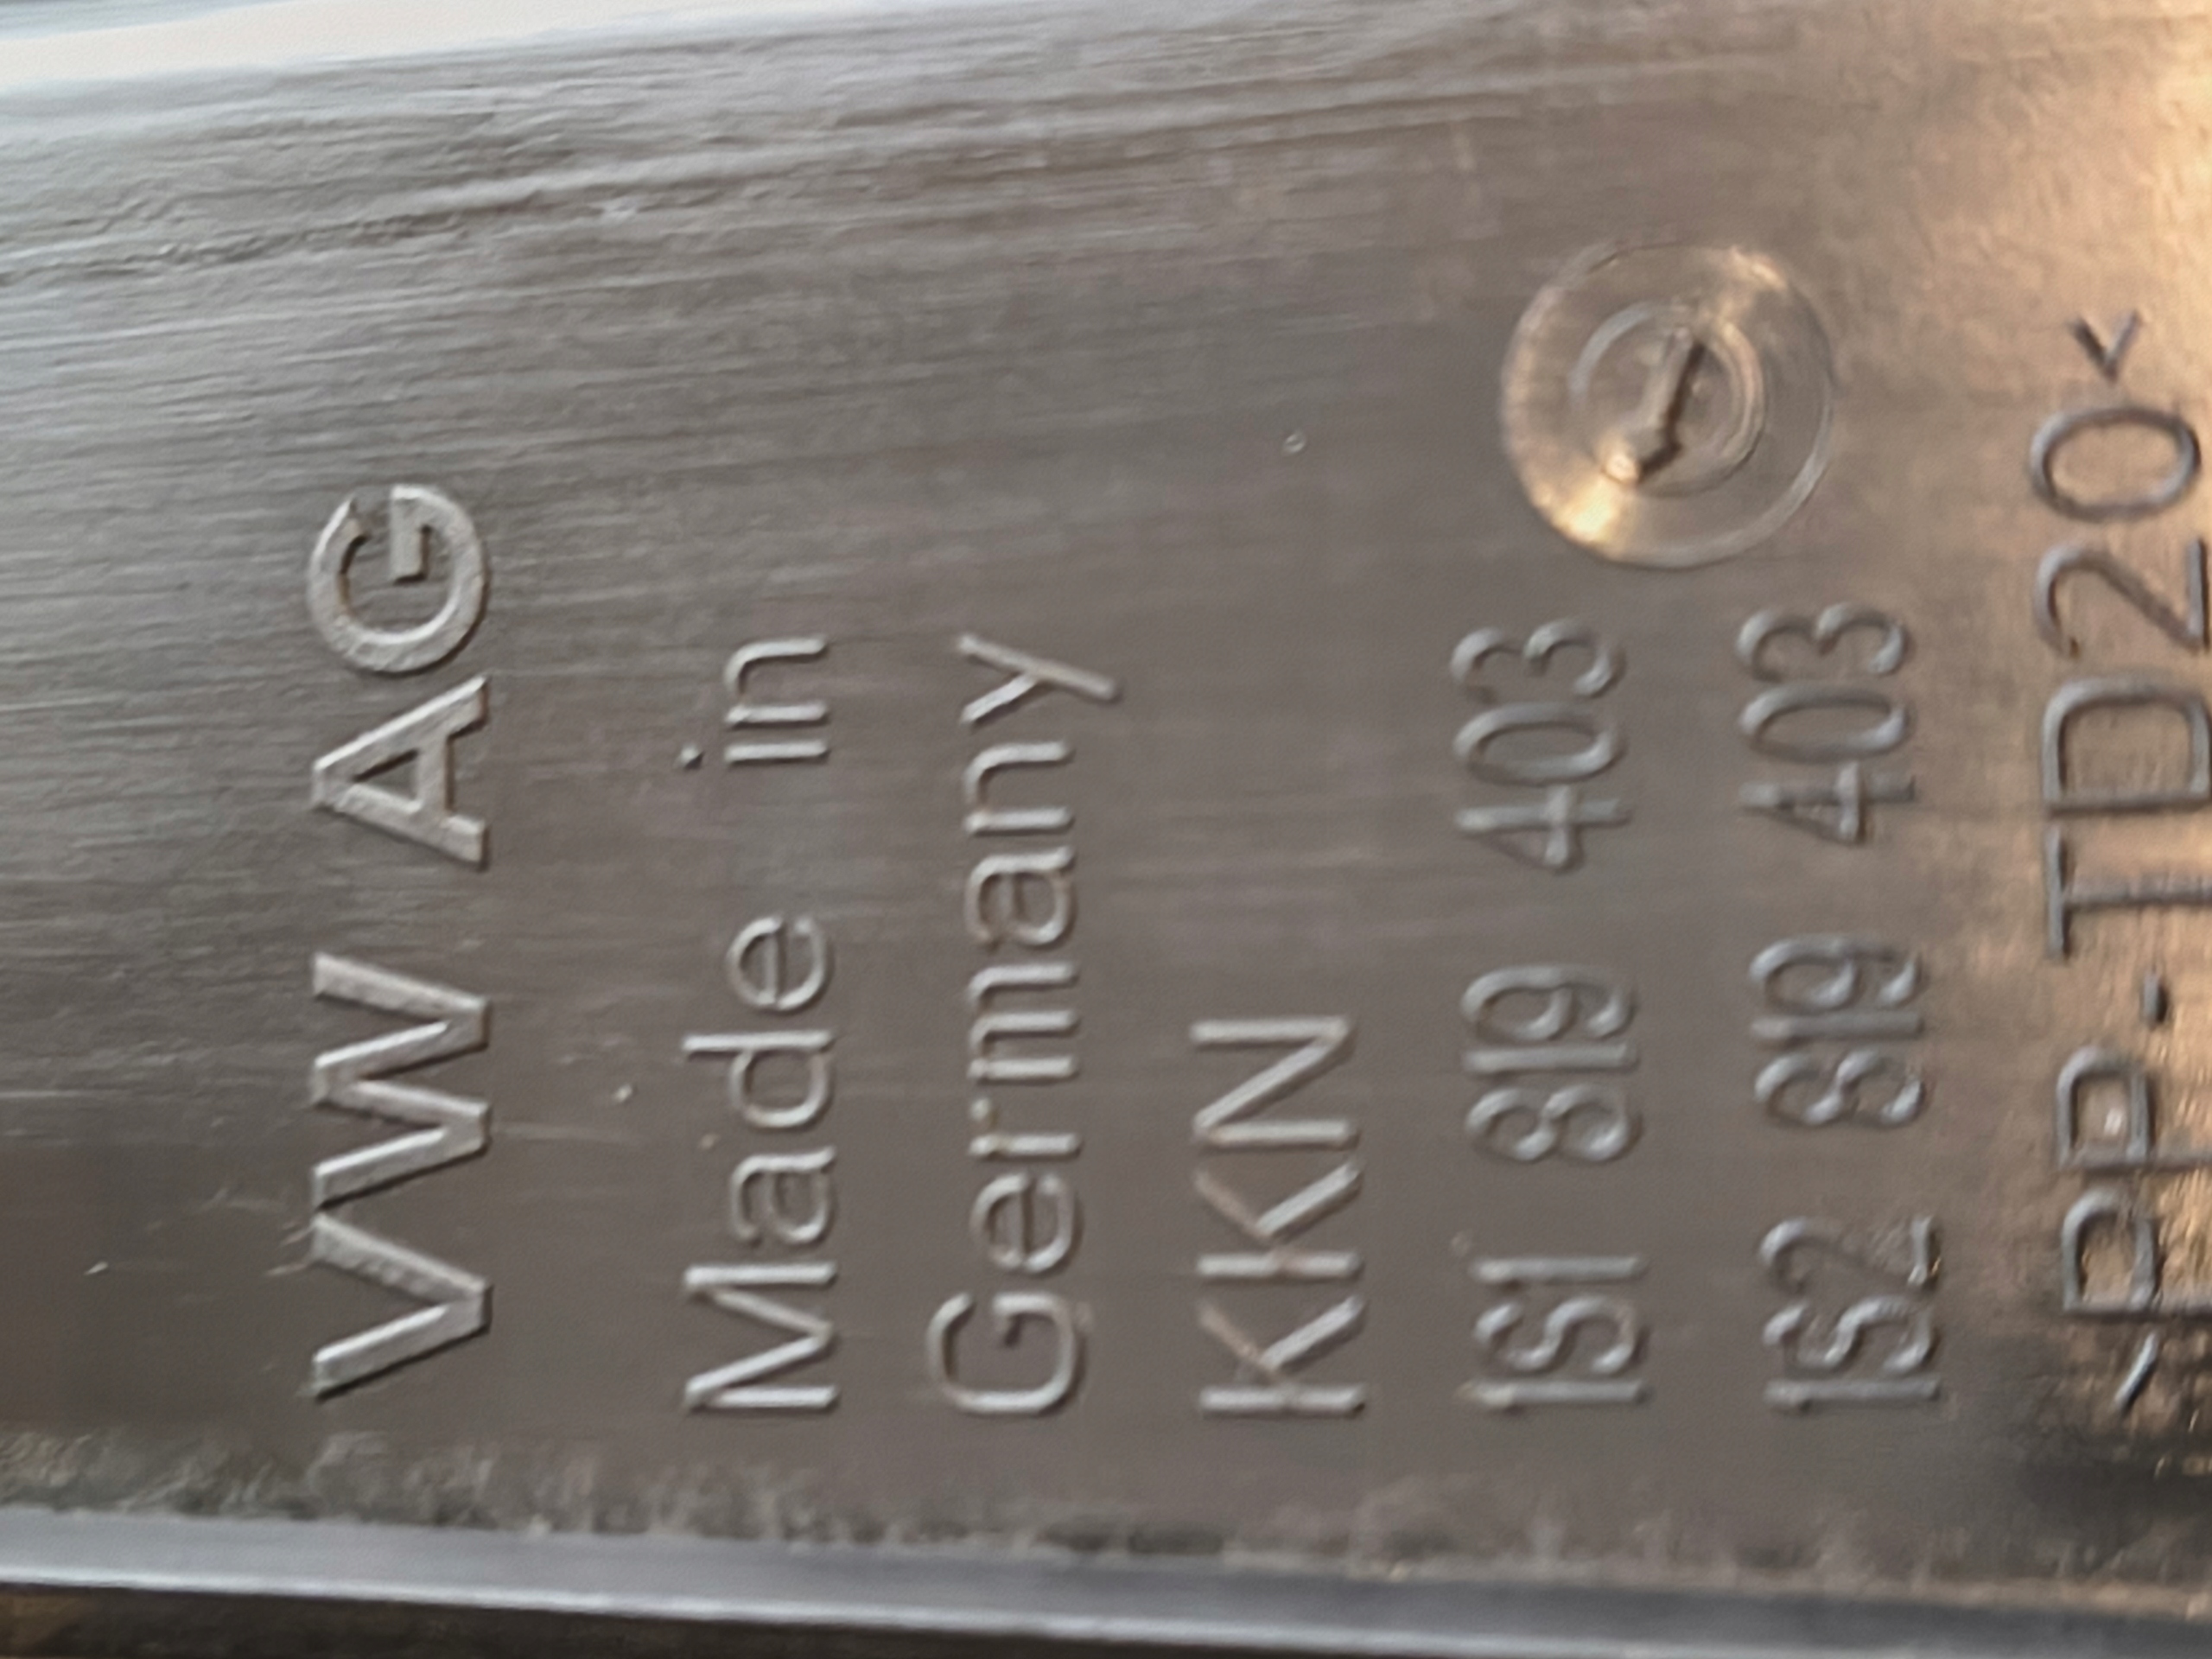 VW AG
Made in
Germany
KKN
1S1 819 403
1S2 819 403
>PP-TD20<